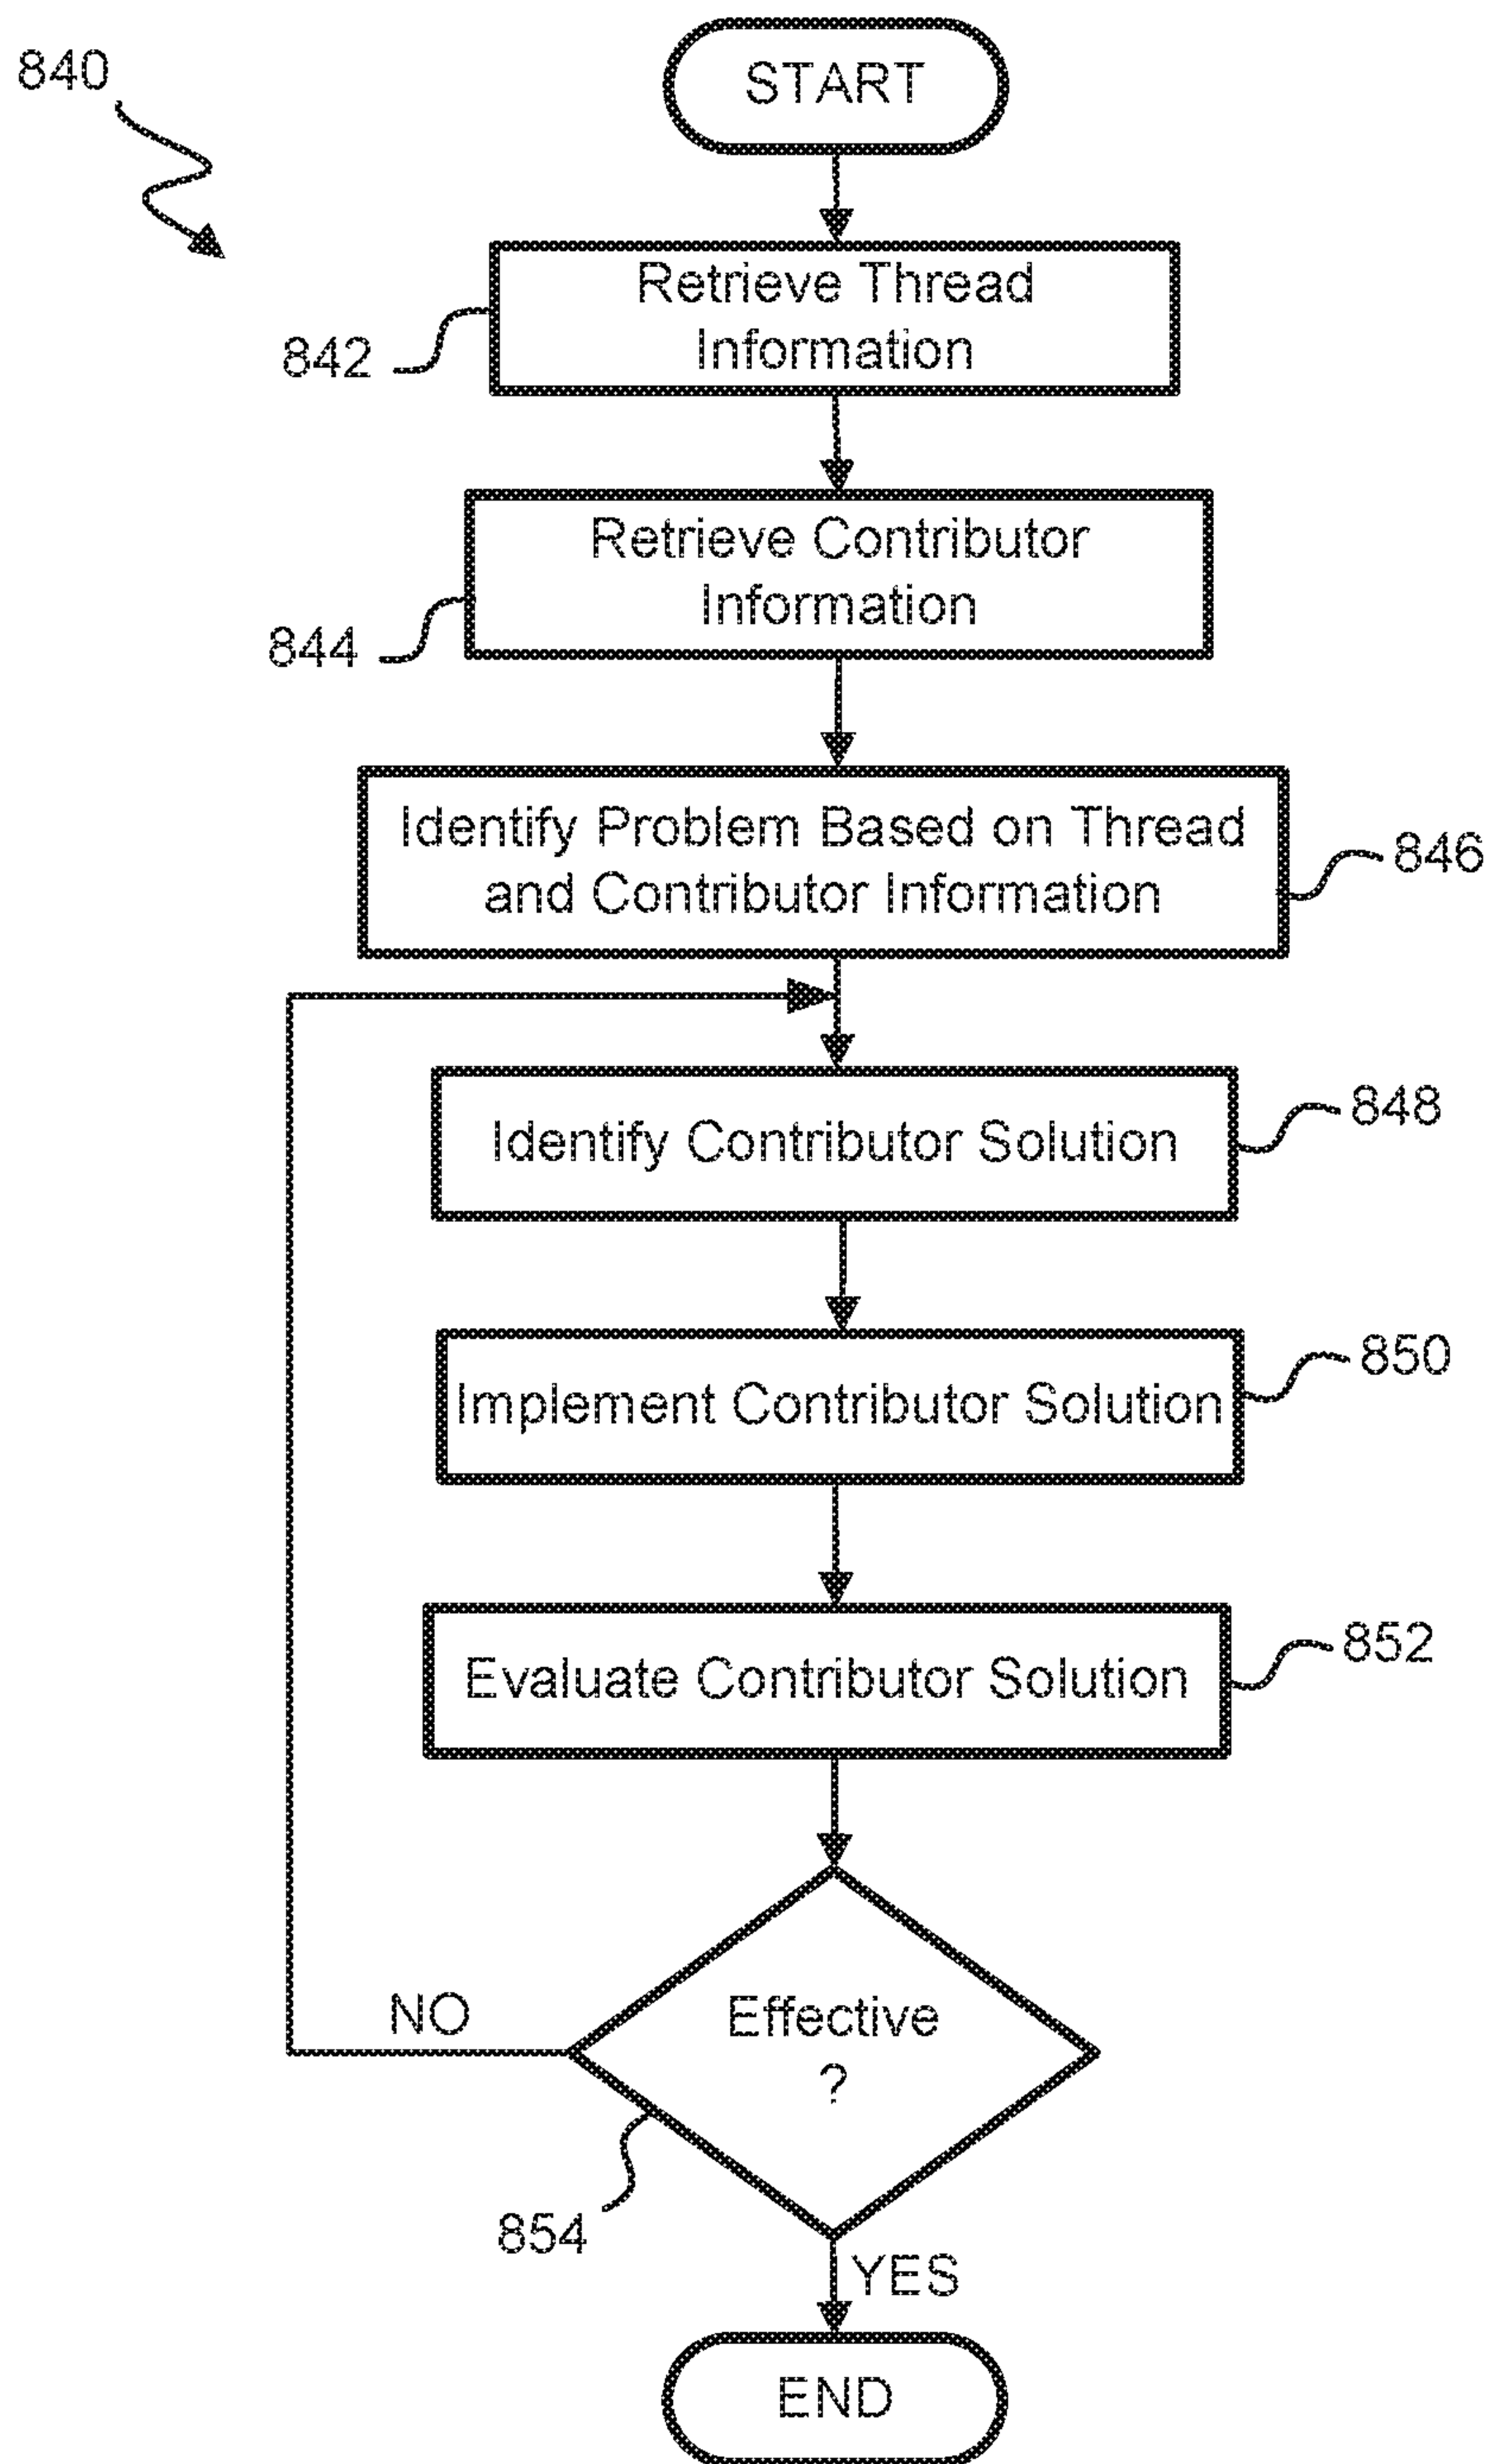 840
START
Retrieve Thread
Information
842
Retrieve Contributor
Information
844
Identify Problem Based on Thread
and Contributor Information
846
Identify Contributor Solution
848
Implement Contributor Solution
850
Evaluate Contributor Solution
852
Effective
?
NO
854
YES
END